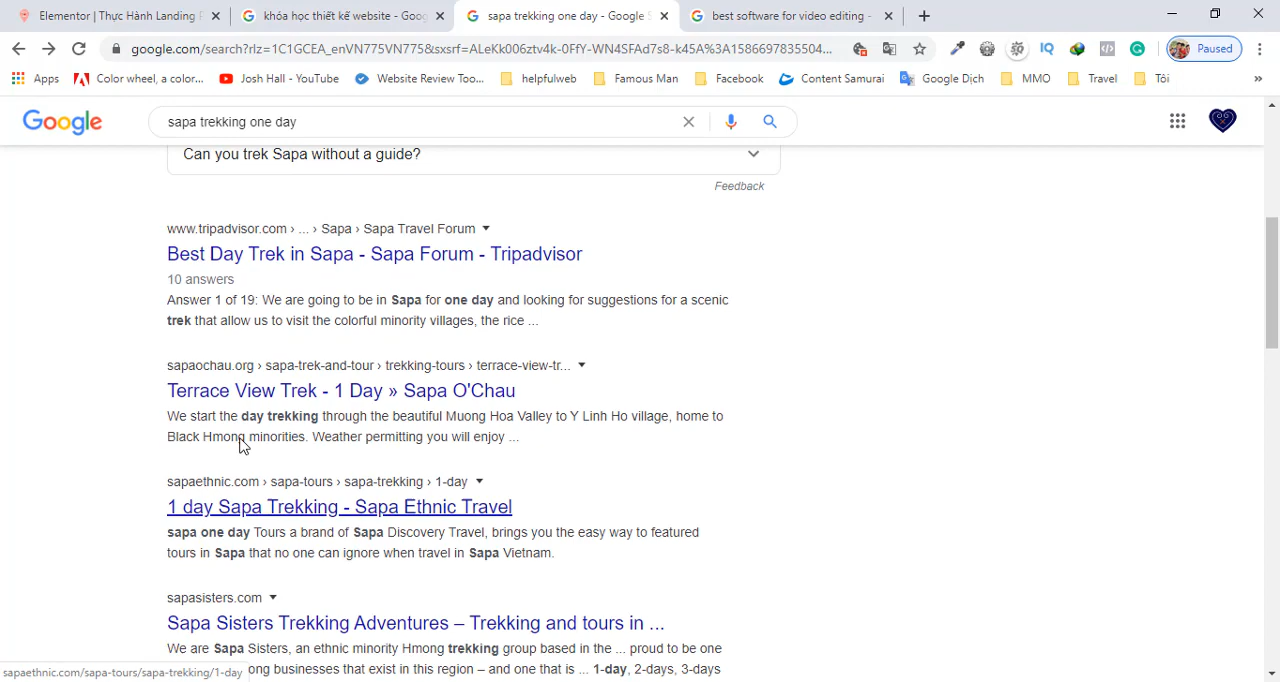 Elementor | Thực Hành Landing P
khóa học thiết kế website - Goog
sapa trekking one day - Google S
best software for video editing -
google.com/search?rlz=1C1GCEA_enVN775VN775&sxsrf=ALeKk006ztv4k-0FfY-WN4SFAd7s8-k45A%3A1586697835504...
Paused
Apps
Color wheel, a color...
Josh Hall - YouTube
Website Review Too...
helpfulweb
Famous Man
Facebook
Content Samurai
Google Dịch
MMO
Travel
Tôi
Google
sapa trekking one day
Can you trek Sapa without a guide?
Feedback
www.tripadvisor.com › ... › Sapa › Sapa Travel Forum
Best Day Trek in Sapa - Sapa Forum - Tripadvisor
10 answers
Answer 1 of 19: We are going to be in Sapa for one day and looking for suggestions for a scenic
trek that allow us to visit the colorful minority villages, the rice ...
sapaochau.org › sapa-trek-and-tour › trekking-tours › terrace-view-tr...
Terrace View Trek - 1 Day » Sapa O'Chau
We start the day trekking through the beautiful Muong Hoa Valley to Y Linh Ho village, home to
Black Hmong minorities. Weather permitting you will enjoy ...
sapaethnic.com › sapa-tours › sapa-trekking › 1-day
1 day Sapa Trekking - Sapa Ethnic Travel
sapa one day Tours a brand of Sapa Discovery Travel, brings you the easy way to featured
tours in Sapa that no one can ignore when travel in Sapa Vietnam.
sapasisters.com
Sapa Sisters Trekking Adventures – Trekking and tours in ...
We are Sapa Sisters, an ethnic minority Hmong trekking group based in the ... proud to be one
ong businesses that exist in this region – and one that is ... 1-day, 2-days, 3-days
sapaethnic.com/sapa-tours/sapa-trekking/1-day